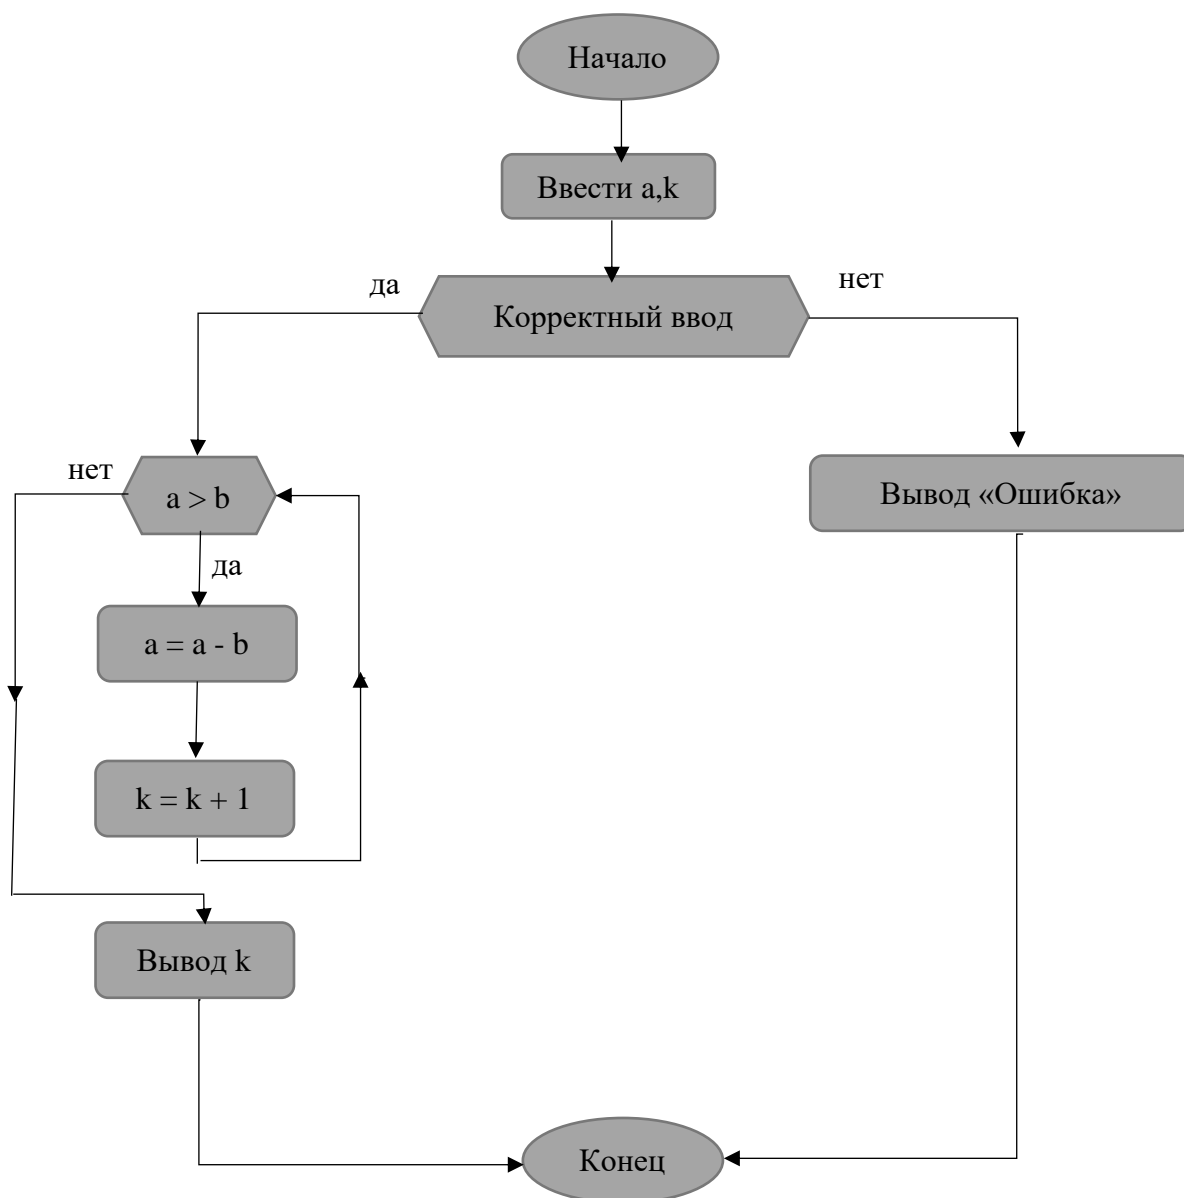 Начало
Ввести a,k
да
нет
Корректный ввод
нет
a > b
Вывод «Ошибка»
да
a = a - b
k = k + 1
Вывод k
Конец